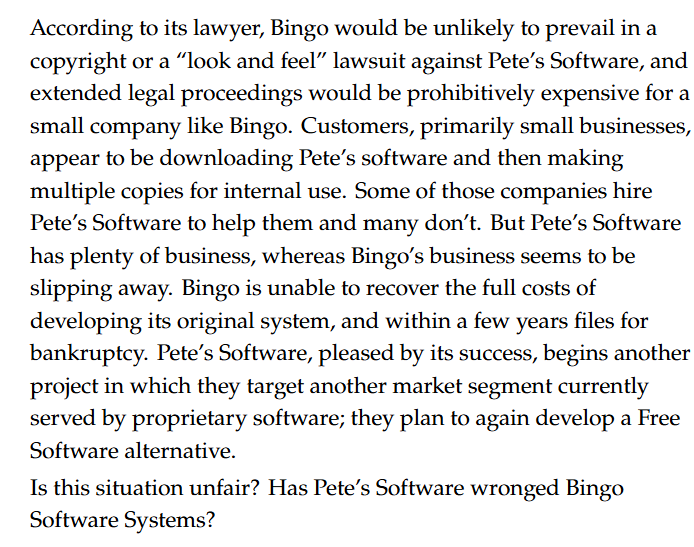 According to its lawyer, Bingo would be unlikely to prevail in a
copyright or a “look and feel” lawsuit against Pete’s Software, and
extended legal proceedings would be prohibitively expensive for a
small company like Bingo. Customers, primarily small businesses,
appear to be downloading Pete’s software and then making
multiple copies for internal use. Some of those companies hire
Pete’s Software to help them and many don’t. But Pete’s Software
has plenty of business, whereas Bingo’s business seems to be
slipping away. Bingo is unable to recover the full costs of
developing its original system, and within a few years files for
bankruptcy. Pete’s Software, pleased by its success, begins another
project in which they target another market segment currently
served by proprietary software; they plan to again develop a Free
Software alternative.
Is this situation unfair? Has Pete’s Software wronged Bingo
Software Systems?